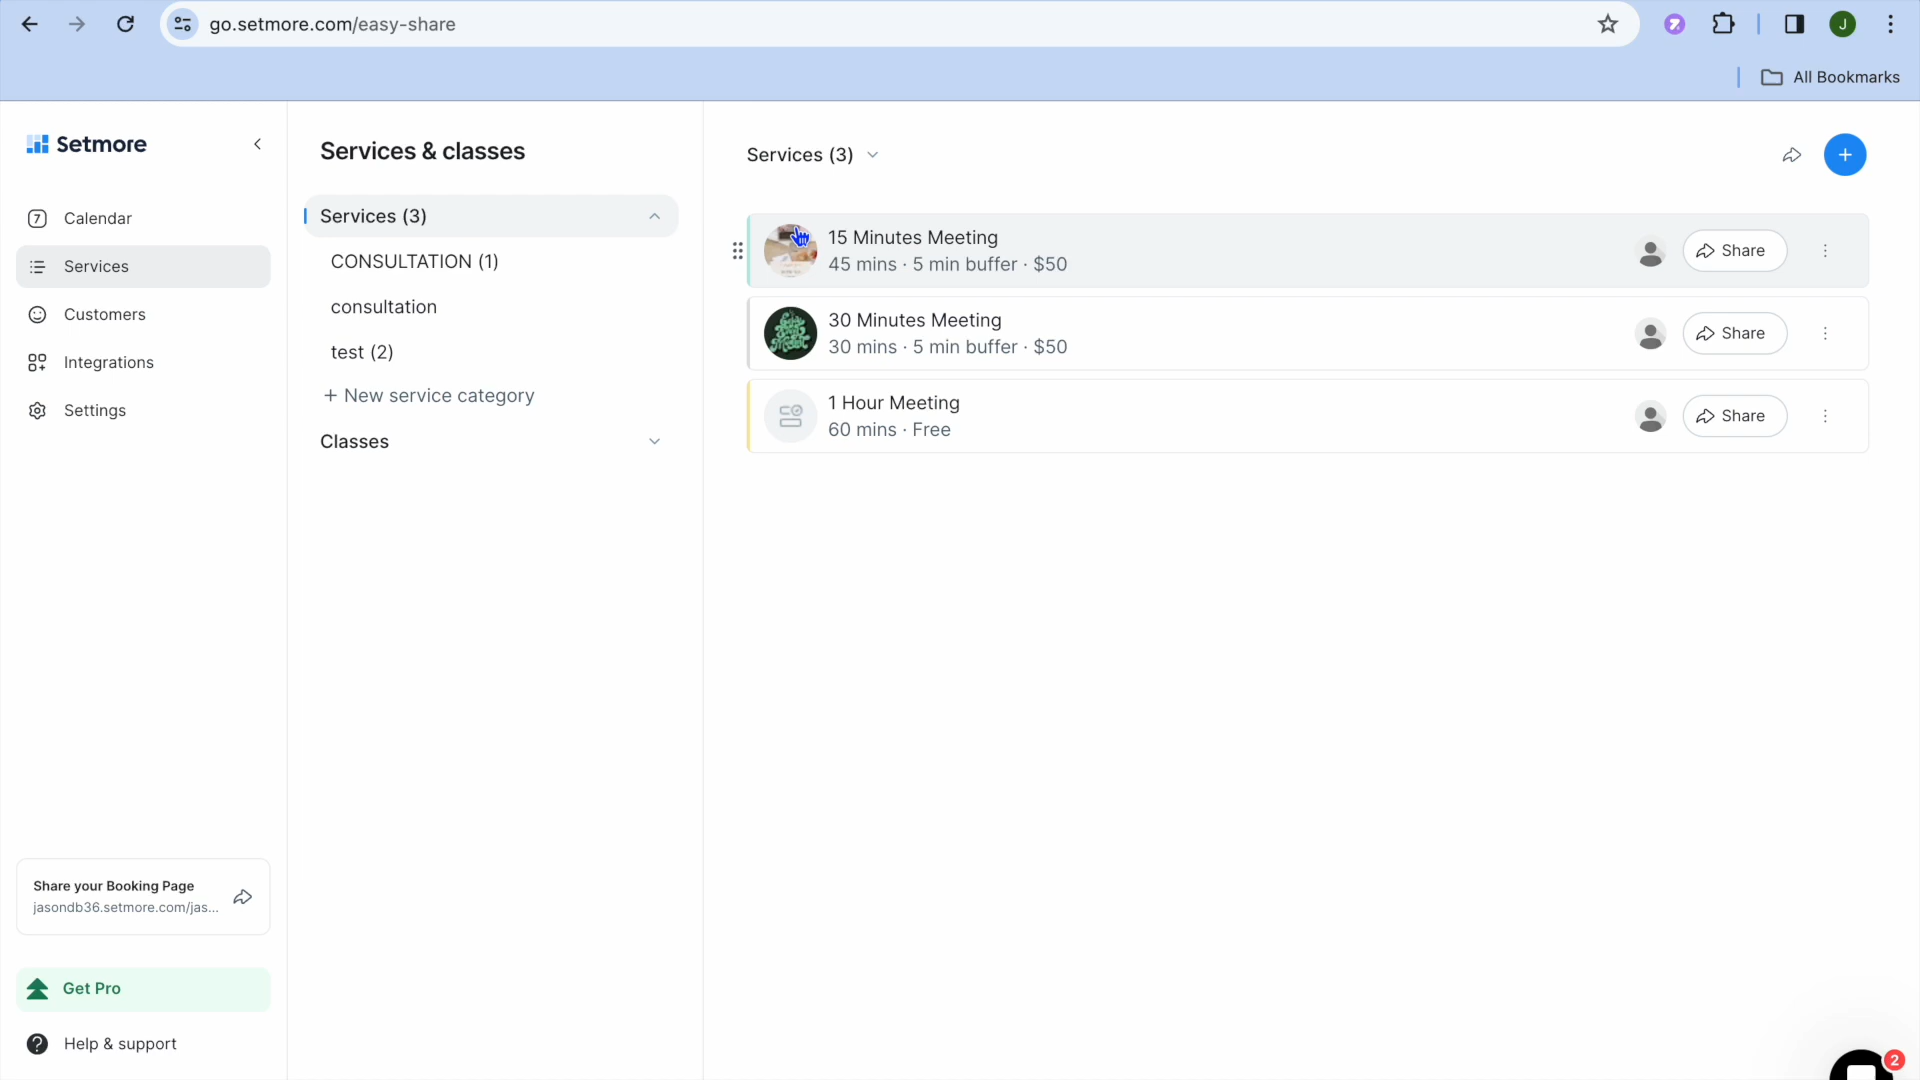 go.setmore.com/easy-share
J
All Bookmarks
Setmore
7 Calendar
Services
Customers
Integrations
Settings
Share your Booking Page
jasondb36.setmore.com/jas...
Get Pro
Help & support
Services & classes
Services (3)
CONSULTATION (1)
consultation
test (2)
+ New service category
Classes
Services (3)
15 Minutes Meeting
45 mins · 5 min buffer · $50
Share
30 Minutes Meeting
30 mins · 5 min buffer · $50
Share
1 Hour Meeting
60 mins · Free
Share
2